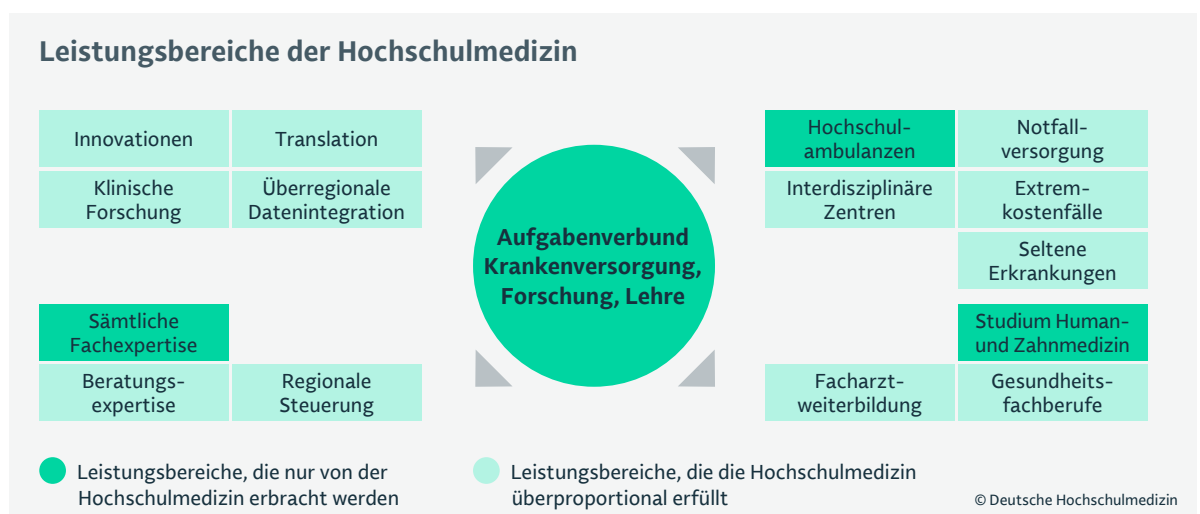 Leistungsbereiche der Hochschulmedizin
Innovationen
Translation
Klinische
Forschung
Überregionale
Datenintegration
Sämtliche
Fachexpertise
Beratungs-
expertise
Regionale
Steuerung
Aufgabenverbund
Krankenversorgung,
Forschung, Lehre
Hochschul-
ambulanzen
Notfall-
versorgung
Interdisziplinäre
Zentren
Extrem-
kostenfälle
Seltene
Erkrankungen
Studium Human-
und Zahnmedizin
Facharzt-
weiterbildung
Gesundheits-
fachberufe
Leistungsbereiche, die nur von der
Hochschulmedizin erbracht werden
Leistungsbereiche, die die Hochschulmedizin
überproportional erfüllt
© Deutsche Hochschulmedizin